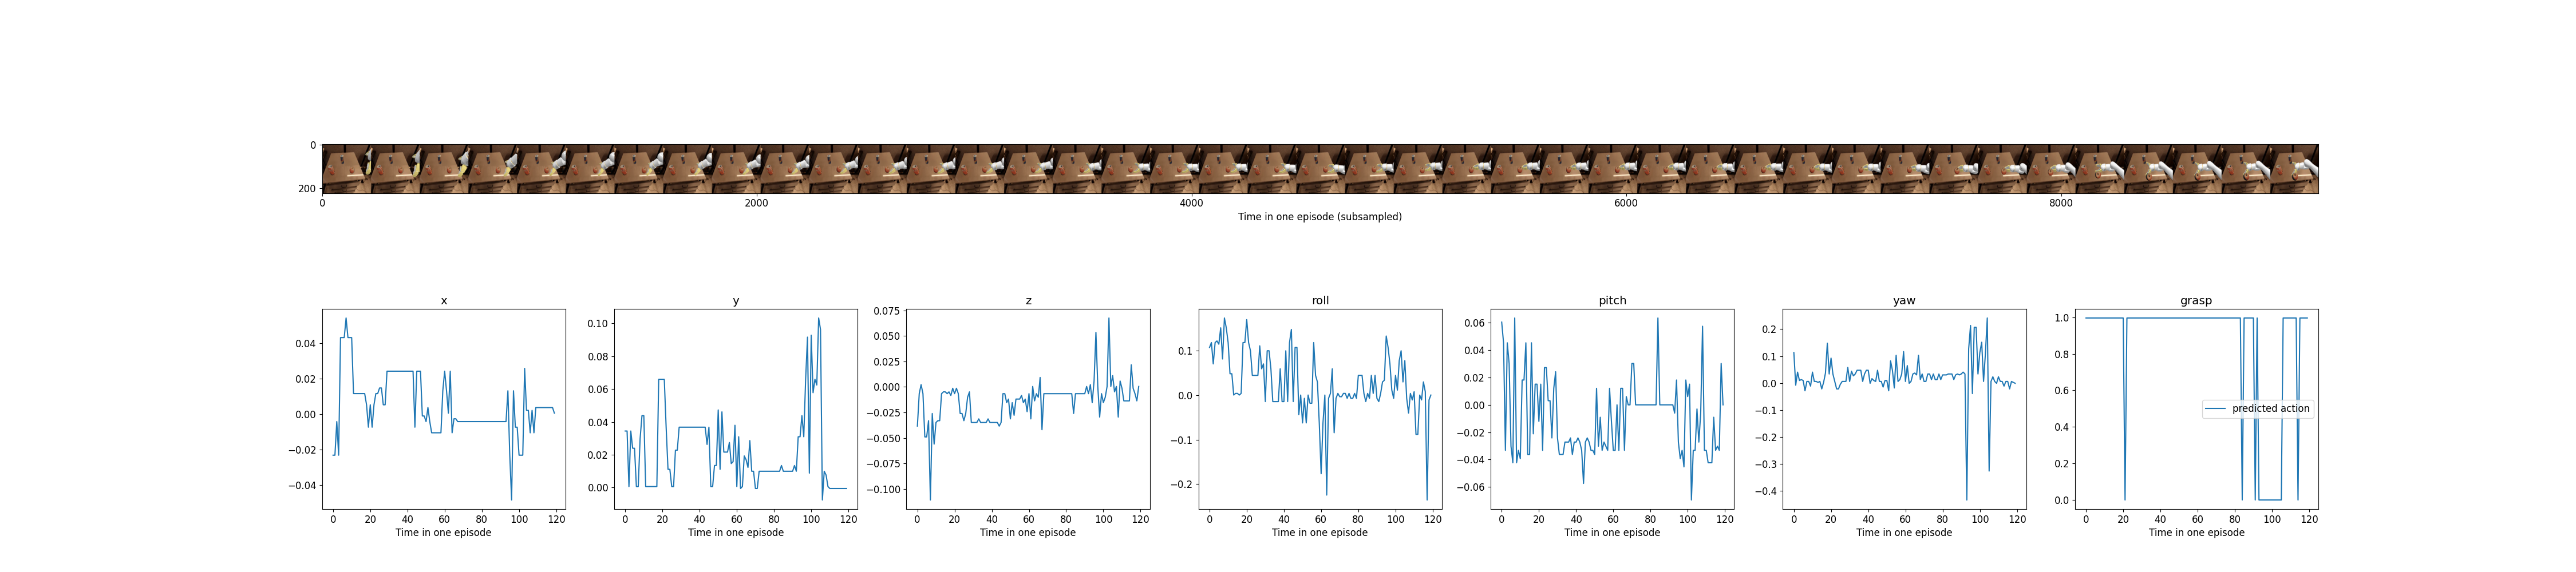 0
200
0 2000 4000 6000 8000
Time in one episode (subsampled)
x
0.04
0.02
0.00
−0.02
−0.04
0 20 40 60 80 100 120
Time in one episode
y
0.10
0.08
0.06
0.04
0.02
0.00
0 20 40 60 80 100 120
Time in one episode
z
0.075
0.050
0.025
0.000
−0.025
−0.050
−0.075
−0.100
0 20 40 60 80 100 120
Time in one episode
roll
0.1
0.0
−0.1
−0.2
0 20 40 60 80 100 120
Time in one episode
pitch
0.06
0.04
0.02
0.00
−0.02
−0.04
−0.06
0 20 40 60 80 100 120
Time in one episode
yaw
0.2
0.1
0.0
−0.1
−0.2
−0.3
−0.4
0 20 40 60 80 100 120
Time in one episode
grasp
1.0
0.8
0.6
0.4
0.2
0.0
predicted action
0 20 40 60 80 100 120
Time in one episode